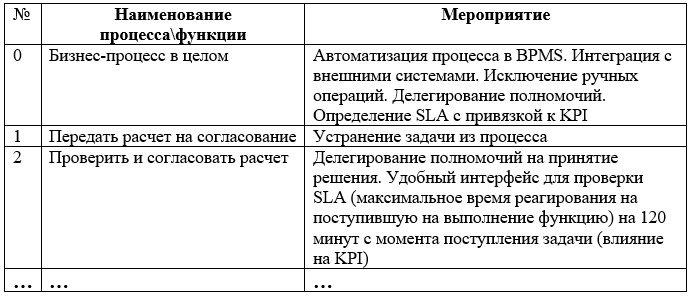 № Наименование Мероприятие
процесса\функции
0 Бизнес-процесс в целом Автоматизация процесса в BPMS. Интеграция с
внешними системами. Исключение ручных
операций. Делегирование полномочий.
Определение SLA с привязкой к KPI
1 Передать расчет на согласование Устранение задачи из процесса
2 Проверить и согласовать расчет Делегирование полномочий на принятие
решения. Удобный интерфейс для проверки
SLA (максимальное время реагирования на
поступившую на выполнение функцию) на 120
минут с момента поступления задачи (влияние
на KPI)
... ... ...